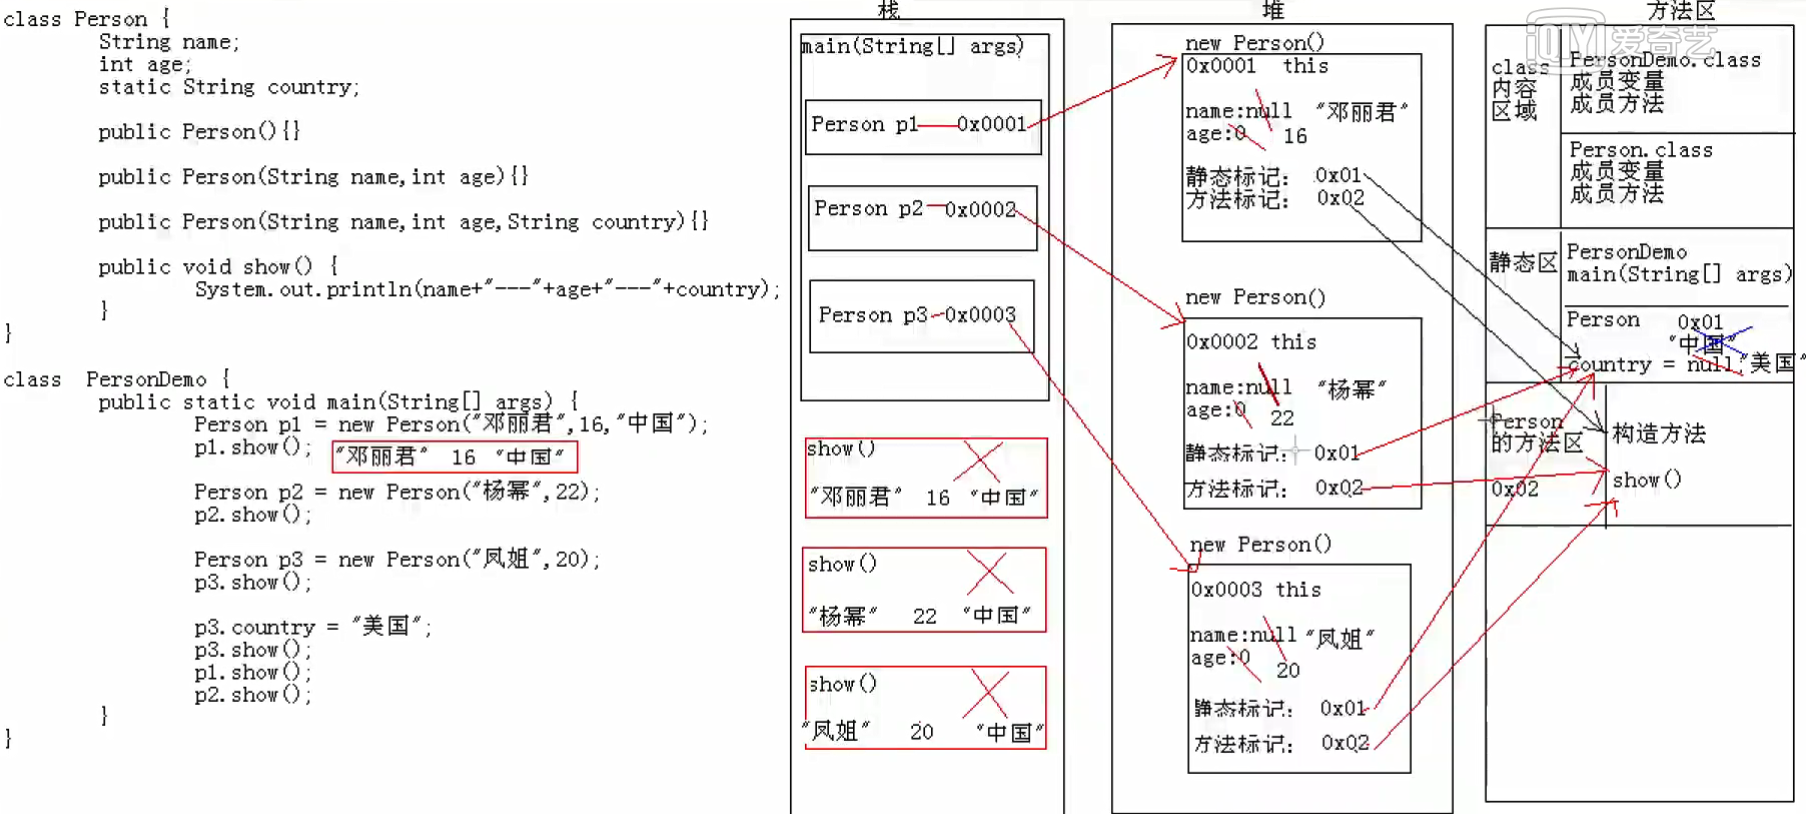 class Person {
String name;
int age;
static String country;
public Person(){}
public Person(String name,int age){}
public Person(String name,int age,String country){}
public void show() {
System.out.println(name+"---"+age+"---"+country);
}
}
class PersonDemo {
public static void main(String[] args) {
Person p1 = new Person("邓丽君",16,"中国");
p1.show();
"邓丽君" 16 "中国"
Person p2 = new Person("杨幂",22);
p2.show();
Person p3 = new Person("凤姐",20);
p3.show();
p3.country = "美国";
p3.show();
p1.show();
p2.show();
}
}
栈
main(String[] args)
Person p1 0x0001
Person p2 0x0002
Person p3 0x0003
show()
"邓丽君" 16 "中国"
show()
"杨幂" 22 "中国"
show()
"凤姐" 20 "中国"
堆
new Person()
0x0001 this
name:null "邓丽君"
age:0 16
静态标记: 0x01
方法标记: 0x02
new Person()
0x0002 this
name:null "杨幂"
age:0 22
静态标记: 0x01
方法标记: 0x02
new Person()
0x0003 this
name:null "凤姐"
age:0 20
静态标记: 0x01
方法标记: 0x02
方法区
iQIYI 爱奇艺
class
内容
区域
PersonDemo.class
成员变量
成员方法
Person.class
成员变量
成员方法
静态区
PersonDemo
main(String[] args)
Person 0x01
"中国"
country = null; "美国"
Person
的方法区
0x02
构造方法
show()